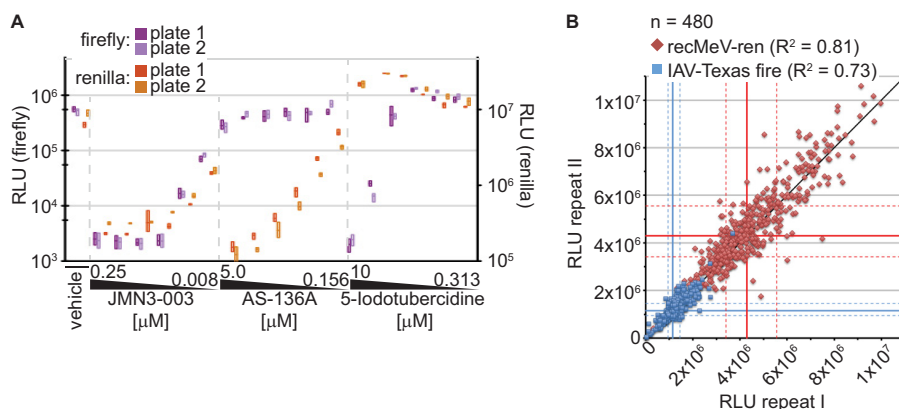 A
firefly: plate 1
plate 2
renilla: plate 1
plate 2
RLU (firefly)
10⁶
10⁵
10⁴
10³
RLU (renilla)
10⁷
10⁶
10⁵
vehicle
0.25 0.008 5.0 0.156 10 0.313
JMN3-003 AS-136A 5-Iodotubercidine
[µM] [µM] [µM]
B
n = 480
recMeV-ren (R² = 0.81)
IAV-Texas fire (R² = 0.73)
RLU repeat II
1x10⁷
8x10⁶
6x10⁶
4x10⁶
2x10⁶
0
0 2x10⁶ 4x10⁶ 6x10⁶ 8x10⁶ 1x10⁷
RLU repeat I